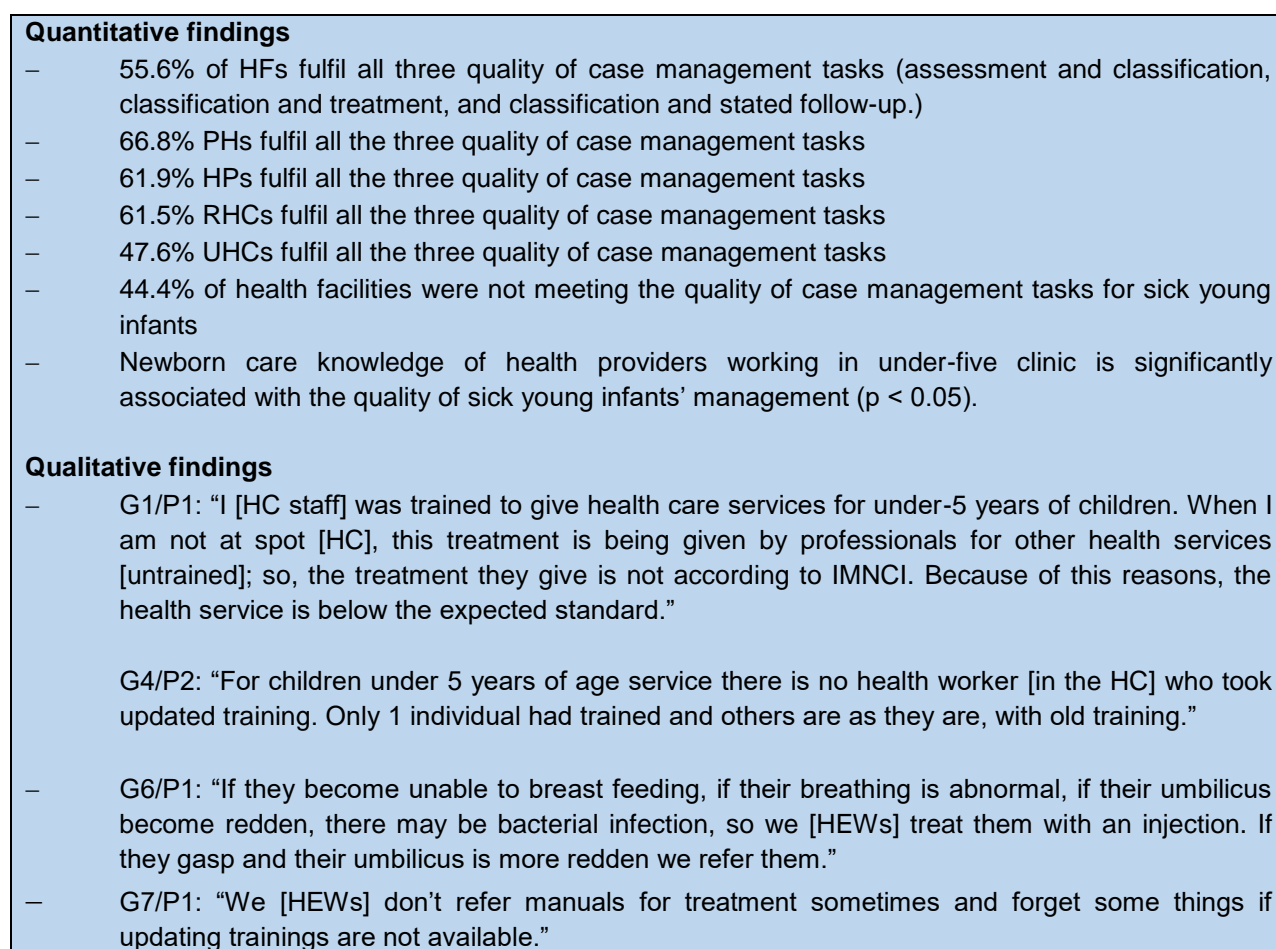 Quantitative findings
– 55.6% of HFs fulfil all three quality of case management tasks (assessment and classification,
classification and treatment, and classification and stated follow-up.)
– 66.8% PHs fulfil all the three quality of case management tasks
– 61.9% HPs fulfil all the three quality of case management tasks
– 61.5% RHCs fulfil all the three quality of case management tasks
– 47.6% UHCs fulfil all the three quality of case management tasks
– 44.4% of health facilities were not meeting the quality of case management tasks for sick young
infants
– Newborn care knowledge of health providers working in under-five clinic is significantly
associated with the quality of sick young infants’ management (p < 0.05).
Qualitative findings
– G1/P1: “I [HC staff] was trained to give health care services for under-5 years of children. When I
am not at spot [HC], this treatment is being given by professionals for other health services
[untrained]; so, the treatment they give is not according to IMNCI. Because of this reasons, the
health service is below the expected standard.”
G4/P2: “For children under 5 years of age service there is no health worker [in the HC] who took
updated training. Only 1 individual had trained and others are as they are, with old training.”
– G6/P1: “If they become unable to breast feeding, if their breathing is abnormal, if their umbilicus
become redden, there may be bacterial infection, so we [HEWs] treat them with an injection. If
they gasp and their umbilicus is more redden we refer them.”
– G7/P1: “We [HEWs] don’t refer manuals for treatment sometimes and forget some things if
updating trainings are not available.”